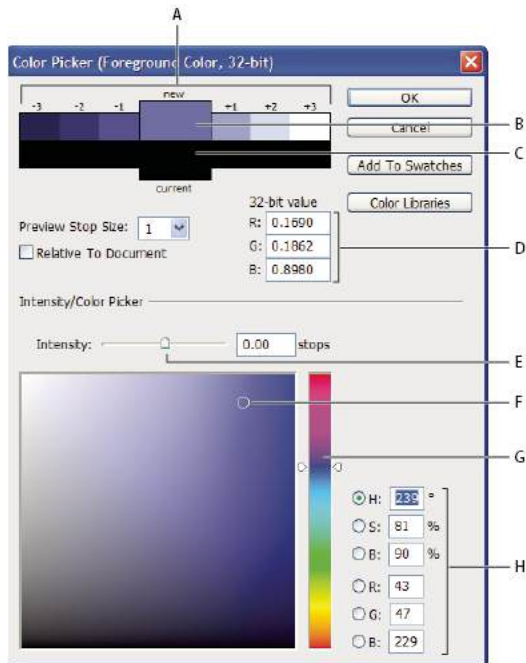 A
Color Picker (Foreground Color, 32-bit)
new
-3 -2 -1 +1 +2 +3
OK
B
Cancel
C
Add To Swatches
current
32-bit value
Color Libraries
Preview Stop Size: 1
R: 0.1690
Relative To Document
G: 0.1862
D
B: 0.8980
Intensity/Color Picker
Intensity: 0.00 stops
E
F
G
H: 239 °
S: 81 %
B: 90 %
H
R: 43
G: 47
B: 229